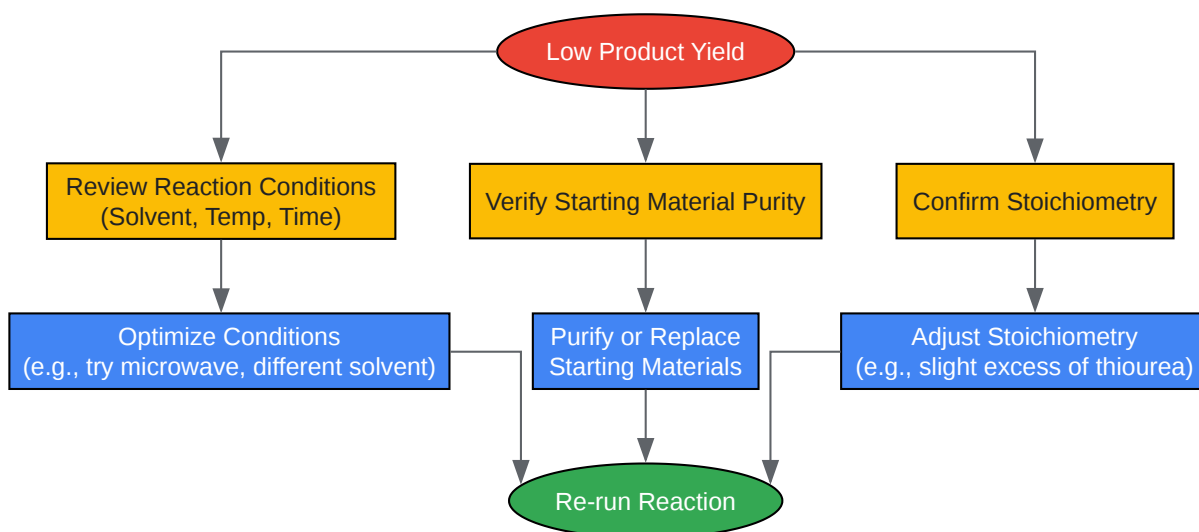 Low Product Yield
Review Reaction Conditions
(Solvent, Temp, Time)
Verify Starting Material Purity
Confirm Stoichiometry
Optimize Conditions
(e.g., try microwave, different solvent)
Purify or Replace
Starting Materials
Adjust Stoichiometry
(e.g., slight excess of thiourea)
Re-run Reaction